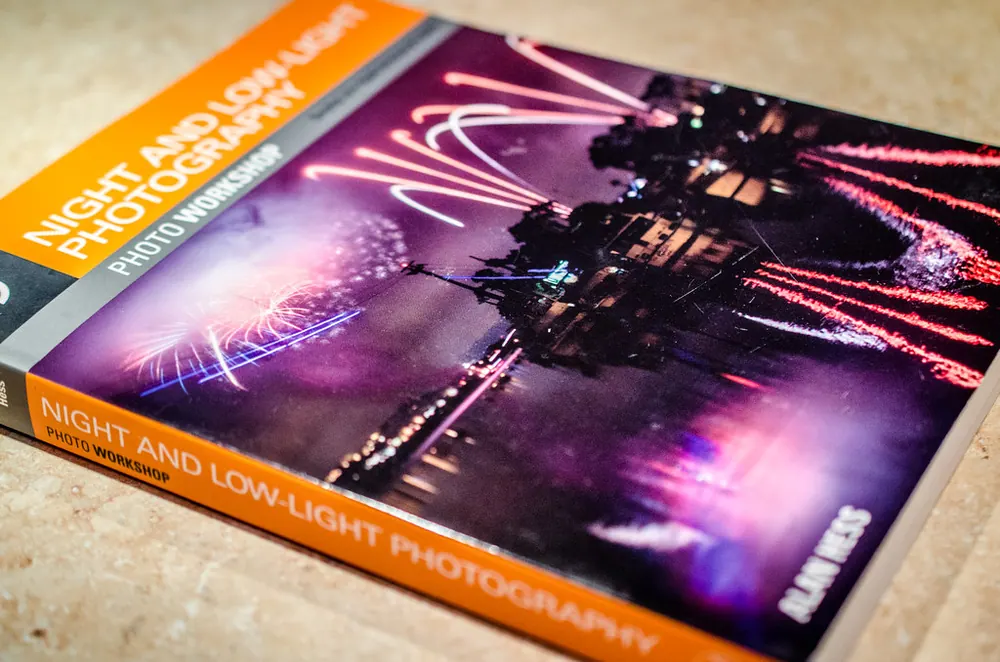 NIGHT AND LOW-LIGHT
PHOTOGRAPHY
PHOTO WORKSHOP
ALAN HESS
Hess
NIGHT AND LOW-LIGHT PHOTOGRAPHY
PHOTO WORKSHOP